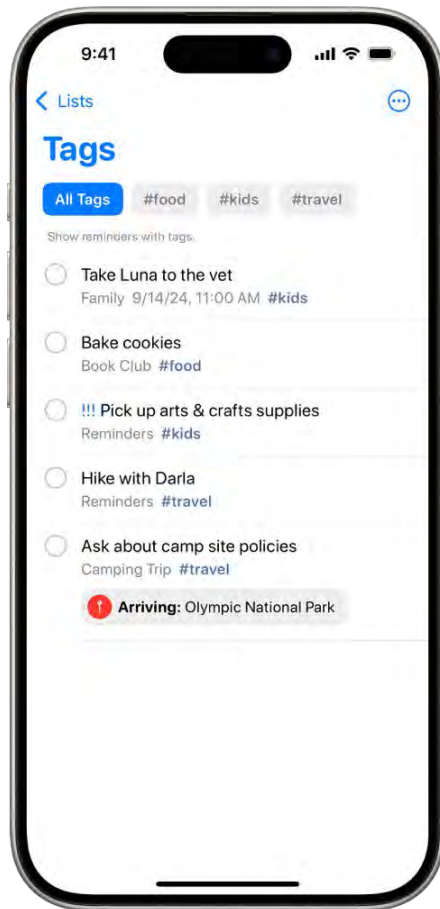 9:41
Lists
Tags
All Tags #food #kids #travel
Show reminders with tags.
Take Luna to the vet
Family 9/14/24, 11:00 AM #kids
Bake cookies
Book Club #food
!!! Pick up arts & crafts supplies
Reminders #kids
Hike with Darla
Reminders #travel
Ask about camp site policies
Camping Trip #travel
Arriving: Olympic National Park